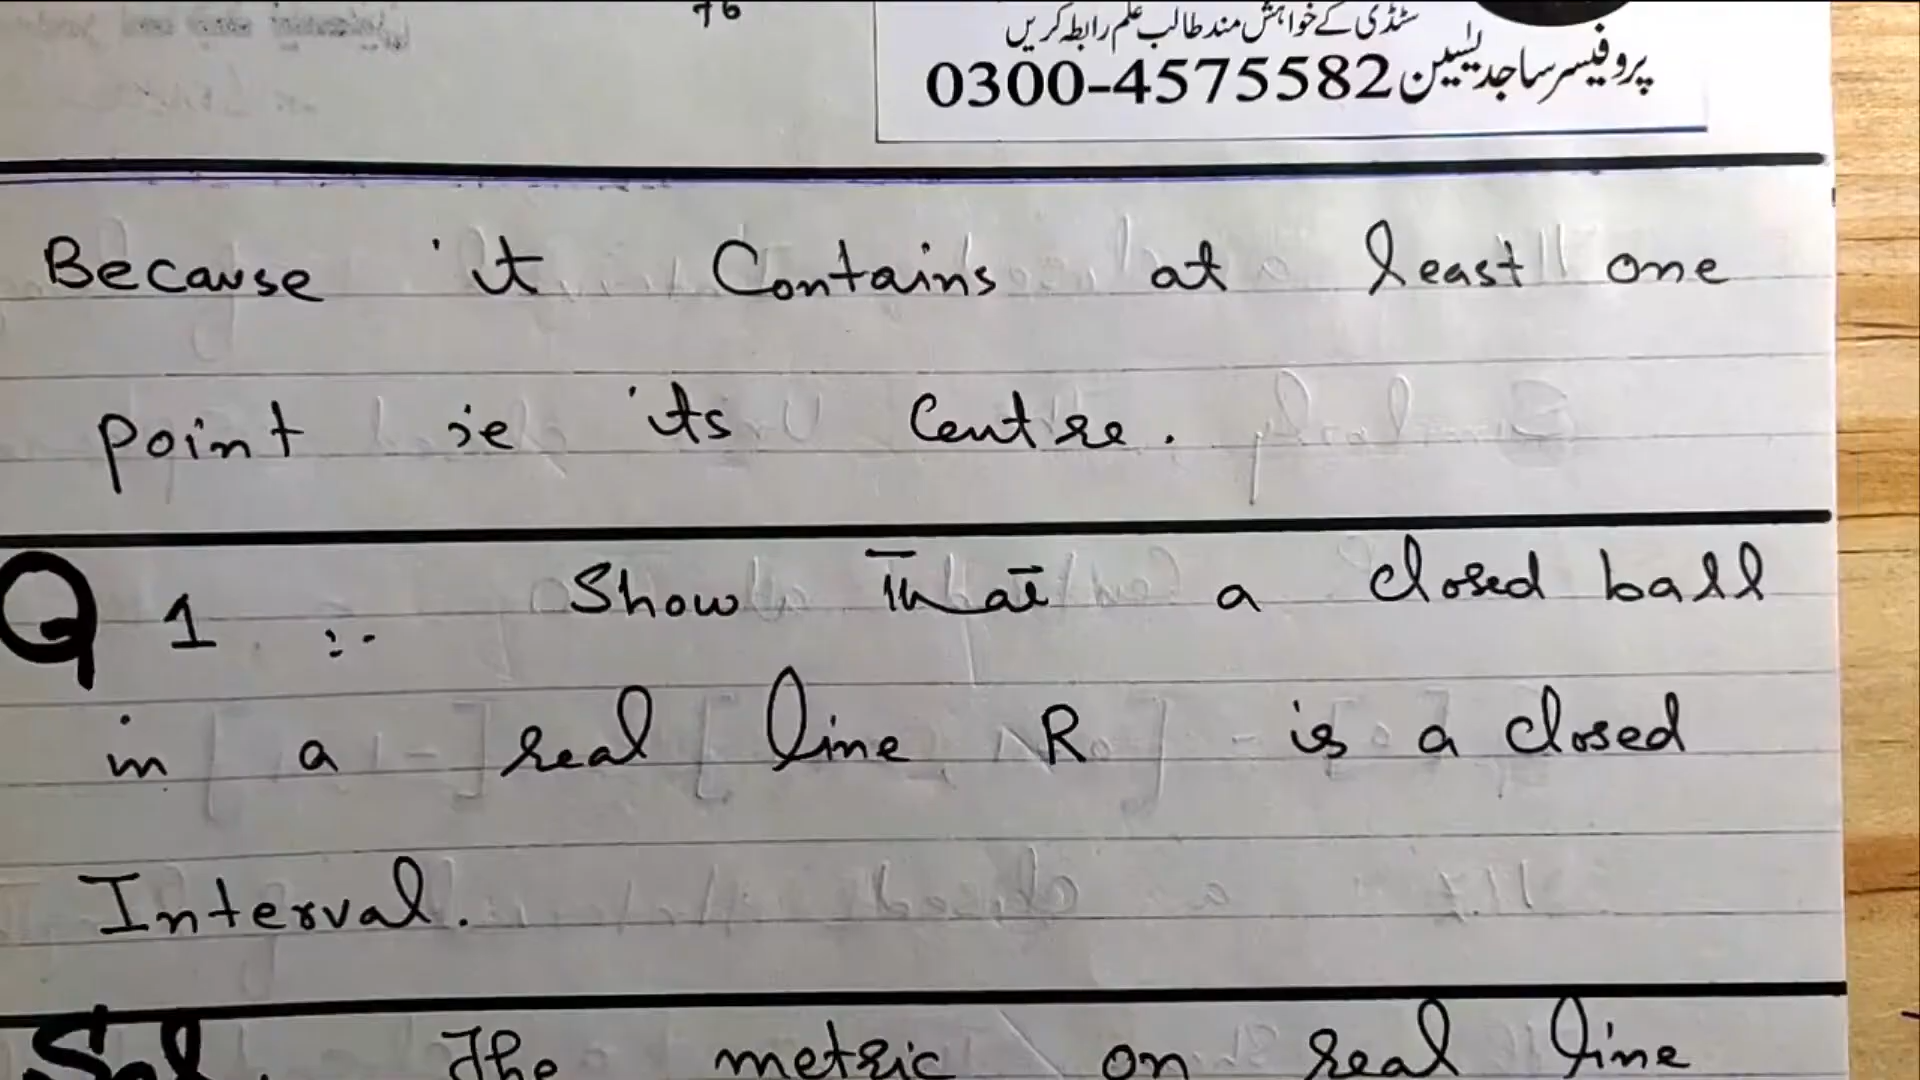 76
سٹڈی کے خواہش مند طالب علم رابطہ کریں
پروفیسر ساجد یٰسین 0300-4575582
Because it Contains at least one
point ie its Centre.
Q 1 :- Show That a closed ball
in a real line R is a closed
Interval.
Sol. The metric on real line